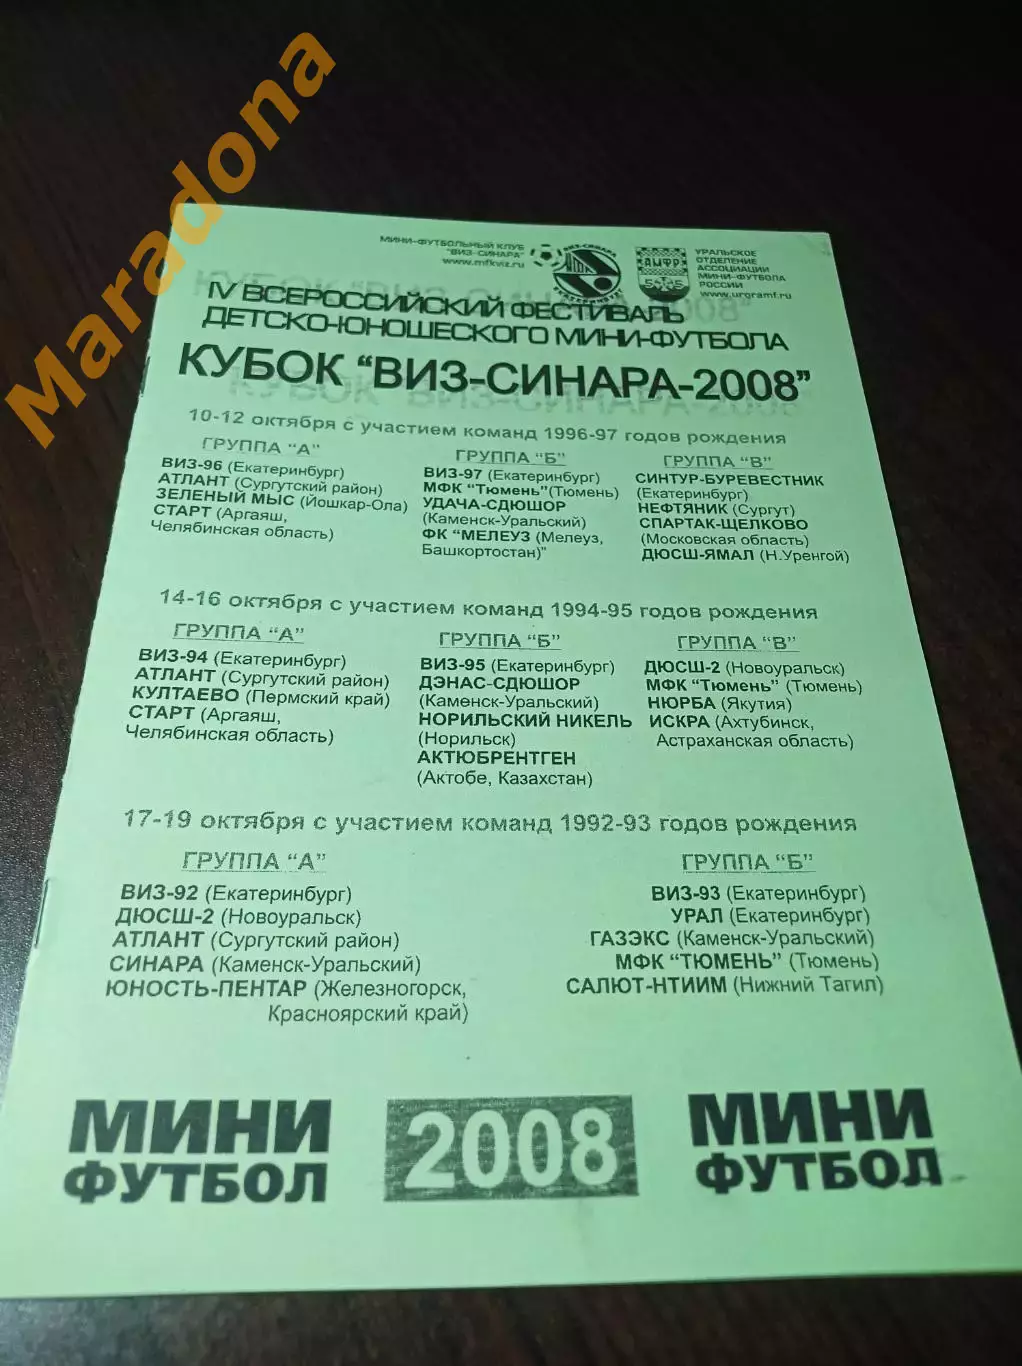 Maradona
МИНИ-ФУТБОЛЬНЫЙ КЛУБ
"ВИЗ-СИНАРА"
www.mfkviz.ru
ВИЗ-СИНАРА
ЕКАТЕРИНБУРГ
АМФР
УРАЛЬСКОЕ
ОТДЕЛЕНИЕ
АССОЦИАЦИИ
МИНИ-ФУТБОЛА
РОССИИ
www.uroramf.ru
IV ВСЕРОССИЙСКИЙ ФЕСТИВАЛЬ
ДЕТСКО-ЮНОШЕСКОГО МИНИ-ФУТБОЛА
КУБОК "ВИЗ-СИНАРА-2008"
10-12 октября с участием команд 1996-97 годов рождения
ГРУППА "А"
ВИЗ-96 (Екатеринбург)
АТЛАНТ (Сургутский район)
ЗЕЛЕНЫЙ МЫС (Йошкар-Ола)
СТАРТ (Аргаяш,
Челябинская область)
ГРУППА "Б"
ВИЗ-97 (Екатеринбург)
МФК "Тюмень"(Тюмень)
УДАЧА-СДЮШОР
(Каменск-Уральский)
ФК "МЕЛЕУЗ (Мелеуз,
Башкортостан)"
ГРУППА "В"
СИНТУР-БУРЕВЕСТНИК
(Екатеринбург)
НЕФТЯНИК (Сургут)
СПАРТАК-ЩЕЛКОВО
(Московская область)
ДЮСШ-ЯМАЛ (Н.Уренгой)
14-16 октября с участием команд 1994-95 годов рождения
ГРУППА "А"
ВИЗ-94 (Екатеринбург)
АТЛАНТ (Сургутский район)
КУЛТАЕВО (Пермский край)
СТАРТ (Аргаяш,
Челябинская область)
ГРУППА "Б"
ВИЗ-95 (Екатеринбург)
ДЭНАС-СДЮШОР
(Каменск-Уральский)
НОРИЛЬСКИЙ НИКЕЛЬ
(Норильск)
АКТЮБРЕНТГЕН
(Актобе, Казахстан)
ГРУППА "В"
ДЮСШ-2 (Новоуральск)
МФК "Тюмень" (Тюмень)
НЮРБА (Якутия)
ИСКРА (Ахтубинск,
Астраханская область)
17-19 октября с участием команд 1992-93 годов рождения
ГРУППА "А"
ВИЗ-92 (Екатеринбург)
ДЮСШ-2 (Новоуральск)
АТЛАНТ (Сургутский район)
СИНАРА (Каменск-Уральский)
ЮНОСТЬ-ПЕНТАР (Железногорск,
Красноярский край)
ГРУППА "Б"
ВИЗ-93 (Екатеринбург)
УРАЛ (Екатеринбург)
ГАЗЭКС (Каменск-Уральский)
МФК "ТЮМЕНЬ" (Тюмень)
САЛЮТ-НТИИМ (Нижний Тагил)
МИНИ
ФУТБОЛ
2008
МИНИ
ФУТБОЛ